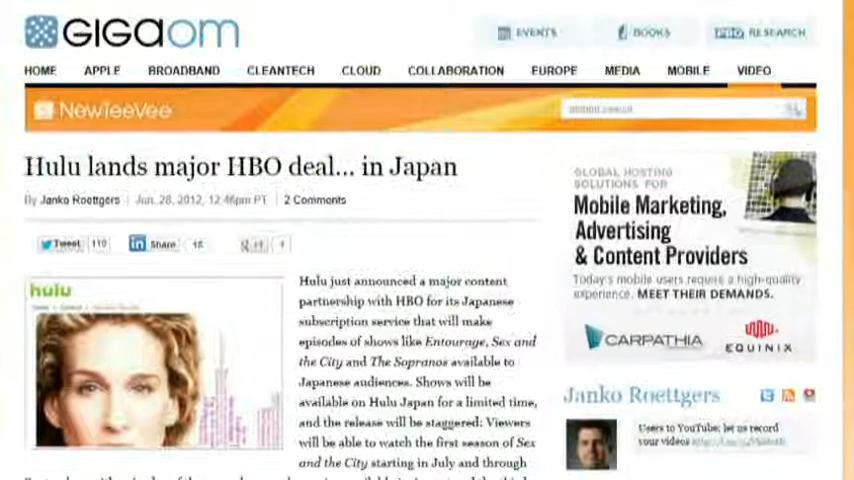 GIGAOM
EVENTS BOOKS PRO RESEARCH
HOME APPLE BROADBAND CLEANTECH CLOUD COLLABORATION EUROPE MEDIA MOBILE VIDEO
NewTeeVee
Hulu lands major HBO deal... in Japan
By Janko Roettgers | Jun. 28, 2012, 12:46pm PT | 2 Comments
Tweet 110 in Share 18
hulu
Hulu just announced a major content
partnership with HBO for its Japanese
subscription service that will make
episodes of shows like Entourage, Sex and
the City and The Sopranos available to
Japanese audiences. Shows will be
available on Hulu Japan for a limited time,
and the release will be staggered: Viewers
will be able to watch the first season of Sex
and the City starting in July and through
GLOBAL HOSTING
SOLUTIONS FOR
Mobile Marketing,
Advertising
& Content Providers
Today's mobile users require a high-quality
experience. MEET THEIR DEMANDS.
CARPATHIA
EQUINIX
Janko Roettgers
Users to YouTube: let us record
your videos